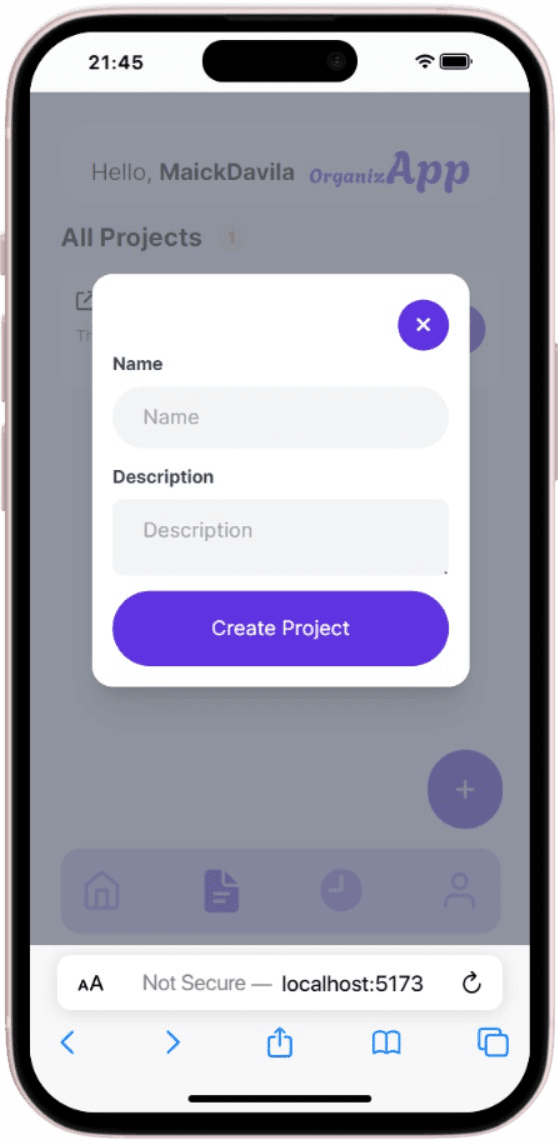 21:45
Hello, MaickDavila OrganizApp
All Projects 1
Th
Name
Name
Description
Description
Create Project
AA Not Secure — localhost:5173